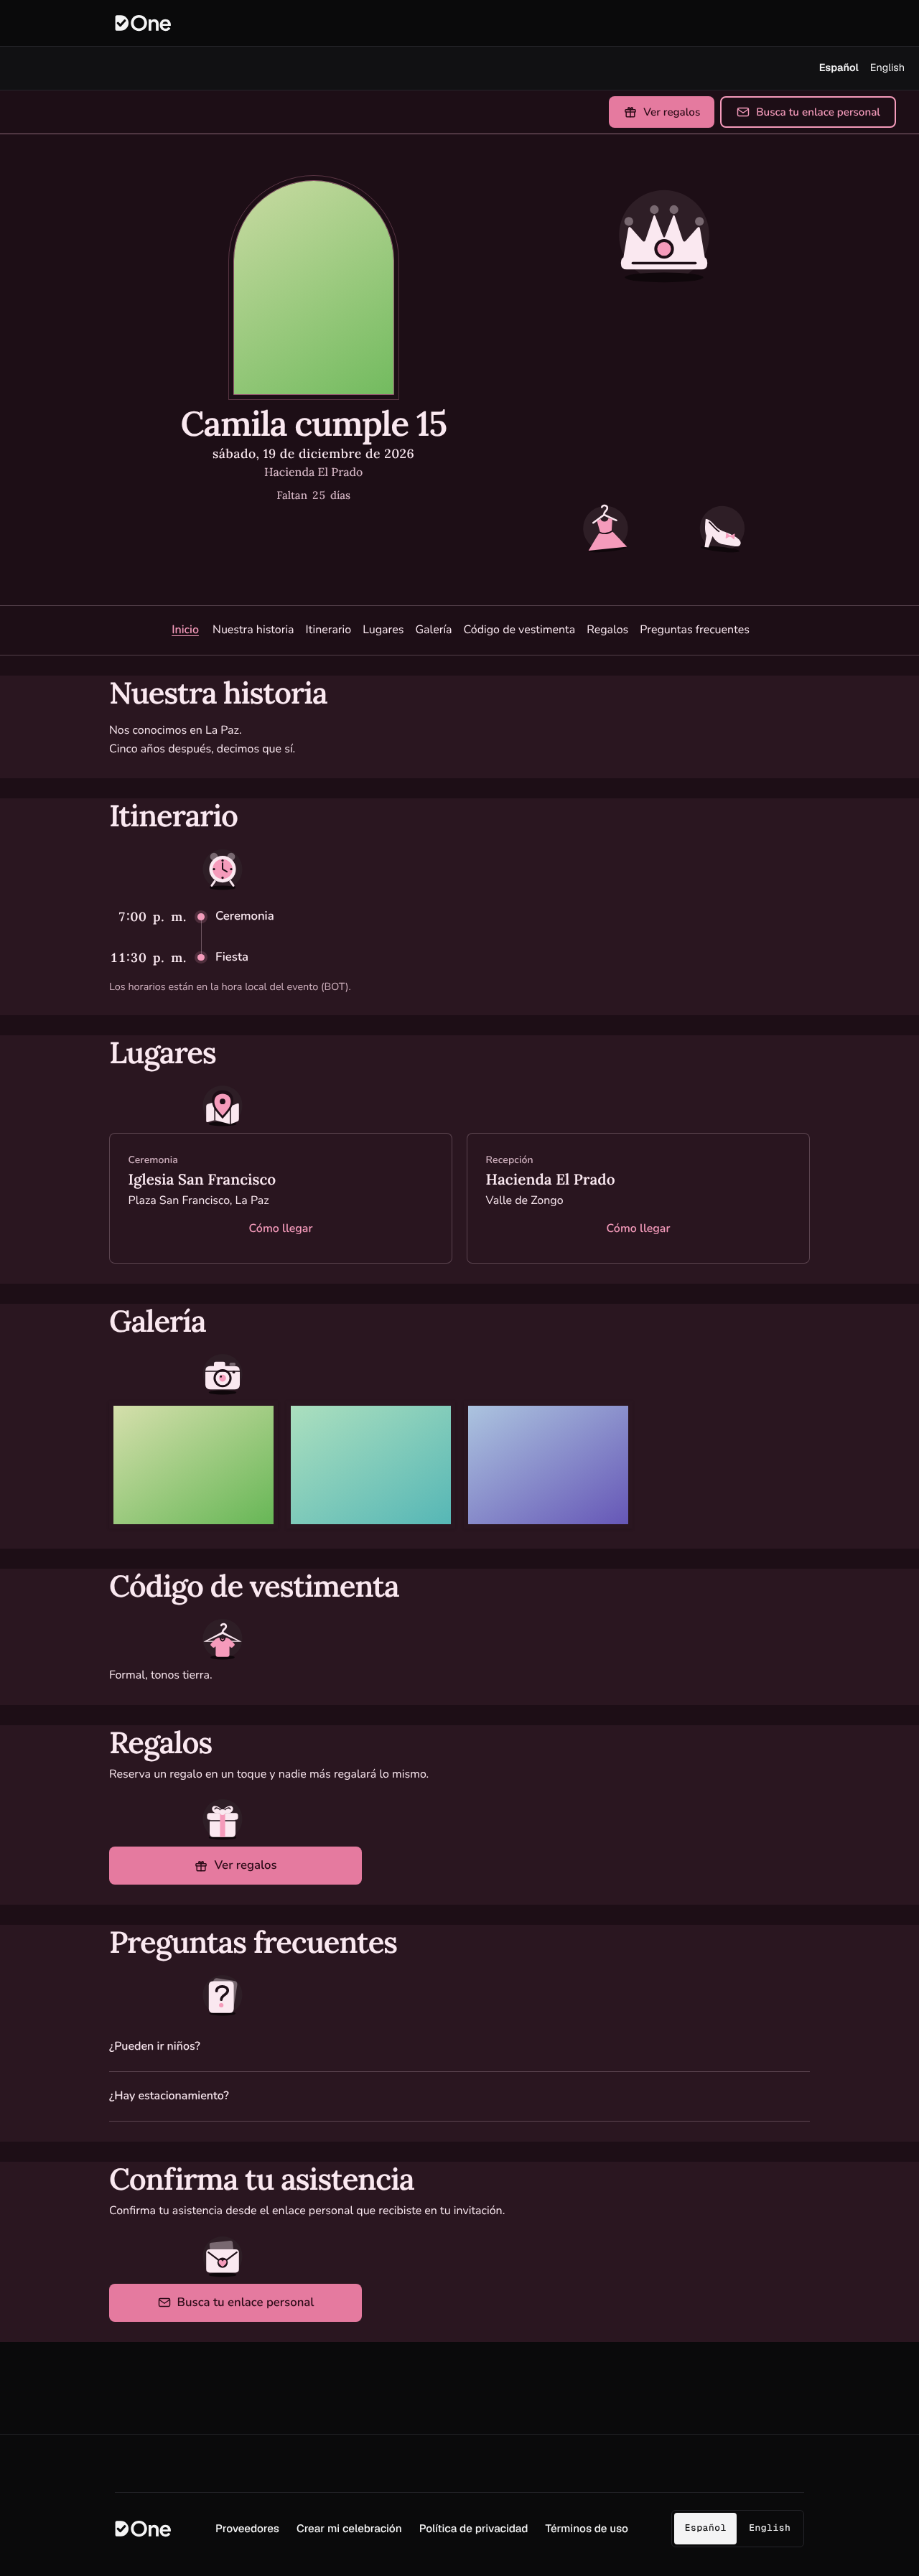 One
Español English
Ver regalos Busca tu enlace personal
Camila cumple 15
sábado, 19 de diciembre de 2026
Hacienda El Prado
Faltan 25 días
Inicio Nuestra historia Itinerario Lugares Galería Código de vestimenta Regalos Preguntas frecuentes
Nuestra historia
Nos conocimos en La Paz.
Cinco años después, decimos que sí.
Itinerario
7:00 p. m. Ceremonia
11:30 p. m. Fiesta
Los horarios están en la hora local del evento (BOT).
Lugares
Ceremonia
Iglesia San Francisco
Plaza San Francisco, La Paz
Cómo llegar
Recepción
Hacienda El Prado
Valle de Zongo
Cómo llegar
Galería
Código de vestimenta
Formal, tonos tierra.
Regalos
Reserva un regalo en un toque y nadie más regalará lo mismo.
Ver regalos
Preguntas frecuentes
?
¿Pueden ir niños?
¿Hay estacionamiento?
Confirma tu asistencia
Confirma tu asistencia desde el enlace personal que recibiste en tu invitación.
Busca tu enlace personal
One Proveedores Crear mi celebración Política de privacidad Términos de uso Español English